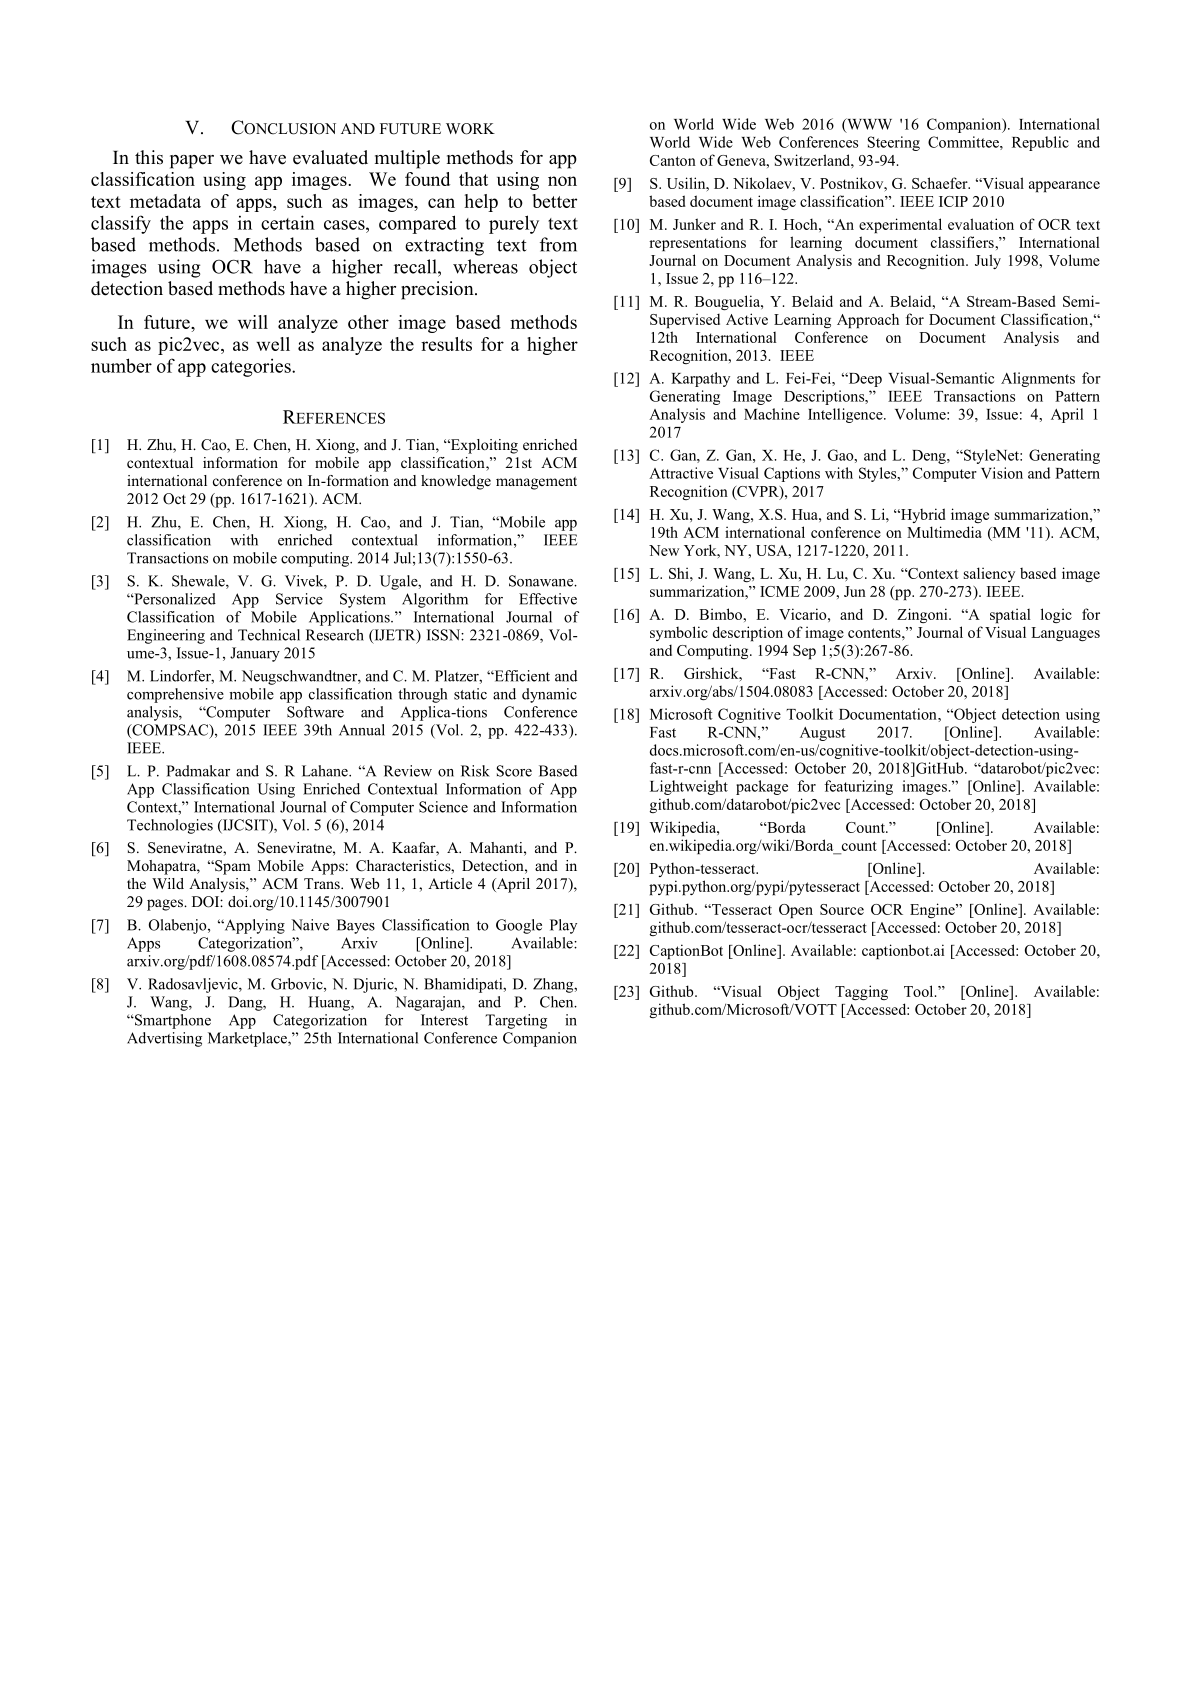 V. CONCLUSION AND FUTURE WORK
In this paper we have evaluated multiple methods for app
classification using app images. We found that using non
text metadata of apps, such as images, can help to better
classify the apps in certain cases, compared to purely text
based methods. Methods based on extracting text from
images using OCR have a higher recall, whereas object
detection based methods have a higher precision.
In future, we will analyze other image based methods
such as pic2vec, as well as analyze the results for a higher
number of app categories.
REFERENCES
[1] H. Zhu, H. Cao, E. Chen, H. Xiong, and J. Tian, “Exploiting enriched
contextual information for mobile app classification,” 21st ACM
international conference on In-formation and knowledge management
2012 Oct 29 (pp. 1617-1621). ACM.
[2] H. Zhu, E. Chen, H. Xiong, H. Cao, and J. Tian, “Mobile app
classification with enriched contextual information,” IEEE
Transactions on mobile computing. 2014 Jul;13(7):1550-63.
[3] S. K. Shewale, V. G. Vivek, P. D. Ugale, and H. D. Sonawane.
“Personalized App Service System Algorithm for Effective
Classification of Mobile Applications.” International Journal of
Engineering and Technical Research (IJETR) ISSN: 2321-0869, Vol-
ume-3, Issue-1, January 2015
[4] M. Lindorfer, M. Neugschwandtner, and C. M. Platzer, “Efficient and
comprehensive mobile app classification through static and dynamic
analysis, “Computer Software and Applica-tions Conference
(COMPSAC), 2015 IEEE 39th Annual 2015 (Vol. 2, pp. 422-433).
IEEE.
[5] L. P. Padmakar and S. R Lahane. “A Review on Risk Score Based
App Classification Using Enriched Contextual Information of App
Context,” International Journal of Computer Science and Information
Technologies (IJCSIT), Vol. 5 (6), 2014
[6] S. Seneviratne, A. Seneviratne, M. A. Kaafar, A. Mahanti, and P.
Mohapatra, “Spam Mobile Apps: Characteristics, Detection, and in
the Wild Analysis,” ACM Trans. Web 11, 1, Article 4 (April 2017),
29 pages. DOI: doi.org/10.1145/3007901
[7] B. Olabenjo, “Applying Naive Bayes Classification to Google Play
Apps Categorization”, Arxiv [Online]. Available:
arxiv.org/pdf/1608.08574.pdf [Accessed: October 20, 2018]
[8] V. Radosavljevic, M. Grbovic, N. Djuric, N. Bhamidipati, D. Zhang,
J. Wang, J. Dang, H. Huang, A. Nagarajan, and P. Chen.
“Smartphone App Categorization for Interest Targeting in
Advertising Marketplace,” 25th International Conference Companion
on World Wide Web 2016 (WWW '16 Companion). International
World Wide Web Conferences Steering Committee, Republic and
Canton of Geneva, Switzerland, 93-94.
[9] S. Usilin, D. Nikolaev, V. Postnikov, G. Schaefer. “Visual appearance
based document image classification”. IEEE ICIP 2010
[10] M. Junker and R. I. Hoch, “An experimental evaluation of OCR text
representations for learning document classifiers,” International
Journal on Document Analysis and Recognition. July 1998, Volume
1, Issue 2, pp 116–122.
[11] M. R. Bouguelia, Y. Belaid and A. Belaid, “A Stream-Based Semi-
Supervised Active Learning Approach for Document Classification,“
12th International Conference on Document Analysis and
Recognition, 2013. IEEE
[12] A. Karpathy and L. Fei-Fei, “Deep Visual-Semantic Alignments for
Generating Image Descriptions,” IEEE Transactions on Pattern
Analysis and Machine Intelligence. Volume: 39, Issue: 4, April 1
2017
[13] C. Gan, Z. Gan, X. He, J. Gao, and L. Deng, “StyleNet: Generating
Attractive Visual Captions with Styles,” Computer Vision and Pattern
Recognition (CVPR), 2017
[14] H. Xu, J. Wang, X.S. Hua, and S. Li, “Hybrid image summarization,”
19th ACM international conference on Multimedia (MM '11). ACM,
New York, NY, USA, 1217-1220, 2011.
[15] L. Shi, J. Wang, L. Xu, H. Lu, C. Xu. “Context saliency based image
summarization,” ICME 2009, Jun 28 (pp. 270-273). IEEE.
[16] A. D. Bimbo, E. Vicario, and D. Zingoni. “A spatial logic for
symbolic description of image contents,” Journal of Visual Languages
and Computing. 1994 Sep 1;5(3):267-86.
[17] R. Girshick, “Fast R-CNN,” Arxiv. [Online]. Available:
arxiv.org/abs/1504.08083 [Accessed: October 20, 2018]
[18] Microsoft Cognitive Toolkit Documentation, “Object detection using
Fast R-CNN,” August 2017. [Online]. Available:
docs.microsoft.com/en-us/cognitive-toolkit/object-detection-using-
fast-r-cnn [Accessed: October 20, 2018]GitHub. “datarobot/pic2vec:
Lightweight package for featurizing images.” [Online]. Available:
github.com/datarobot/pic2vec [Accessed: October 20, 2018]
[19] Wikipedia, “Borda Count.” [Online]. Available:
en.wikipedia.org/wiki/Borda_count [Accessed: October 20, 2018]
[20] Python-tesseract. [Online]. Available:
pypi.python.org/pypi/pytesseract [Accessed: October 20, 2018]
[21] Github. “Tesseract Open Source OCR Engine” [Online]. Available:
github.com/tesseract-ocr/tesseract [Accessed: October 20, 2018]
[22] CaptionBot [Online]. Available: captionbot.ai [Accessed: October 20,
2018]
[23] Github. “Visual Object Tagging Tool.” [Online]. Available:
github.com/Microsoft/VOTT [Accessed: October 20, 2018]